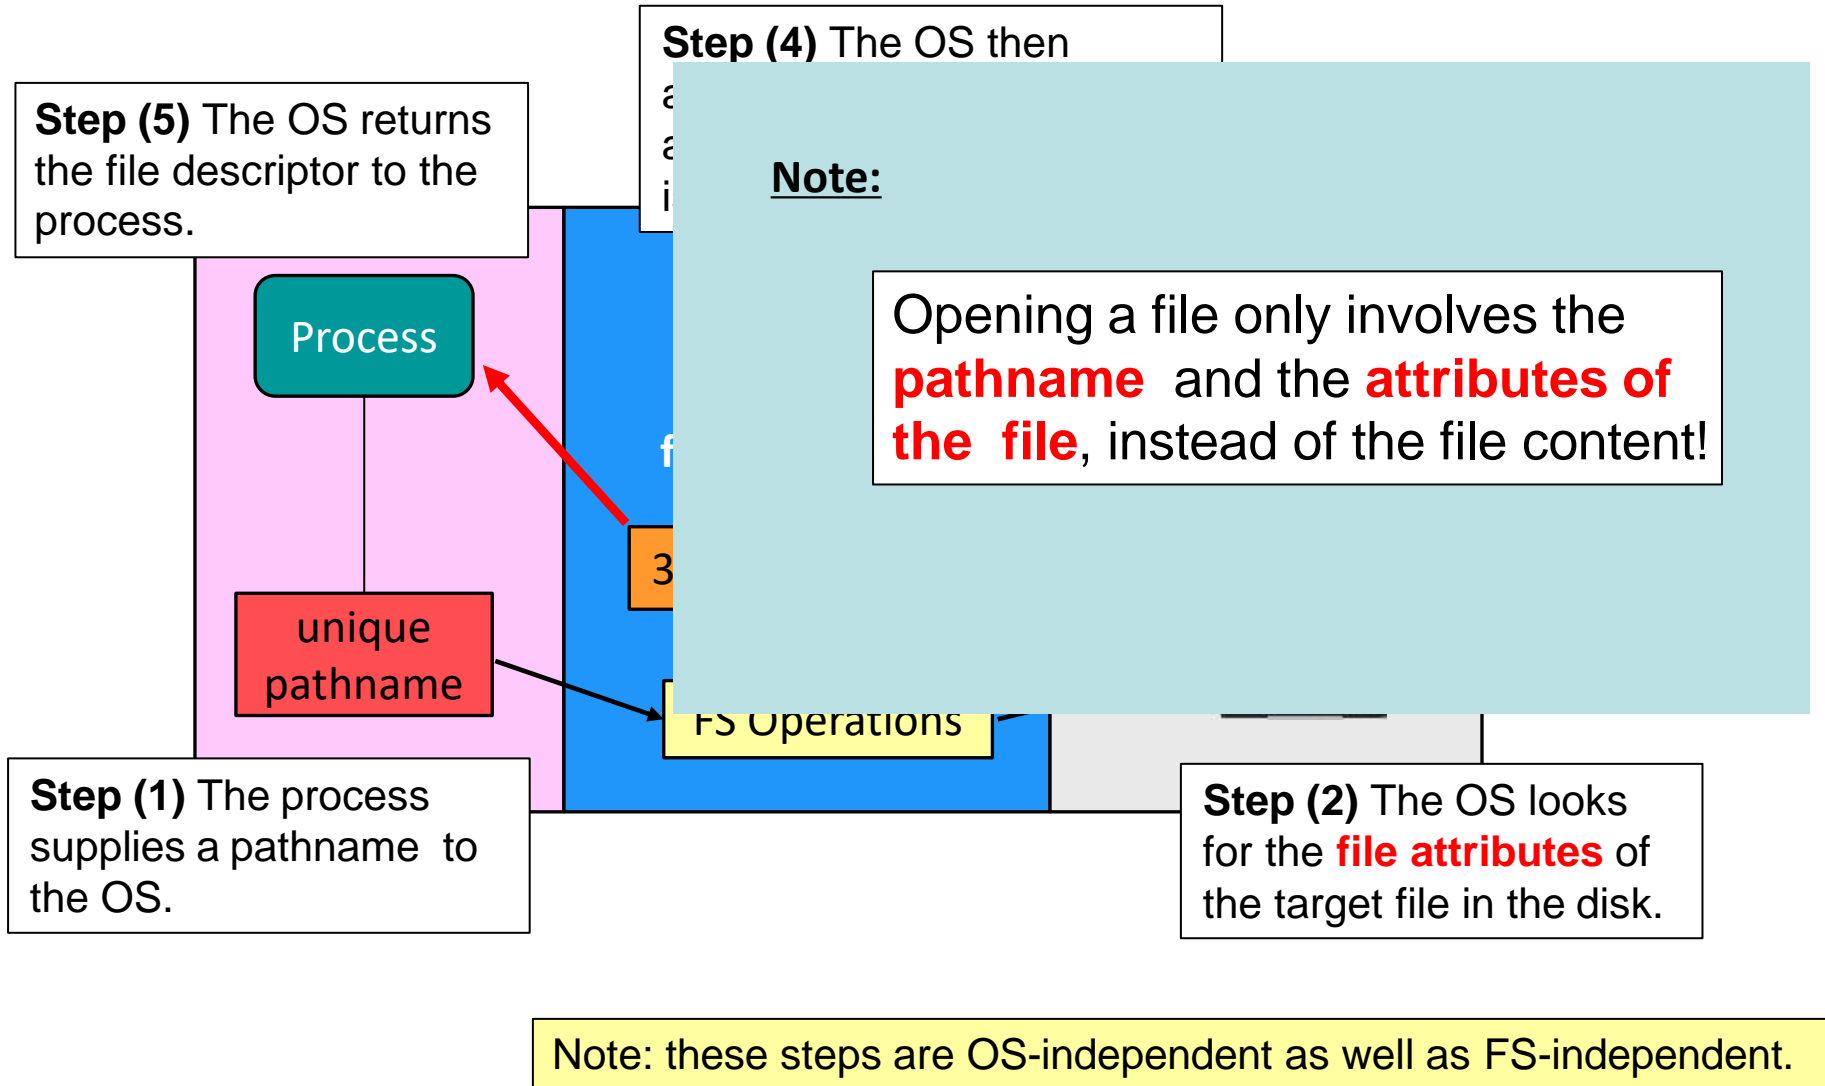 Step (4) The OS then
Step (5) The OS returns
the file descriptor to the
process.
Note:
Opening a file only involves the
pathname and the attributes of
the file, instead of the file content!
Process
3
unique
pathname
FS Operations
Step (1) The process
supplies a pathname to
the OS.
Step (2) The OS looks
for the file attributes of
the target file in the disk.
Note: these steps are OS-independent as well as FS-independent.